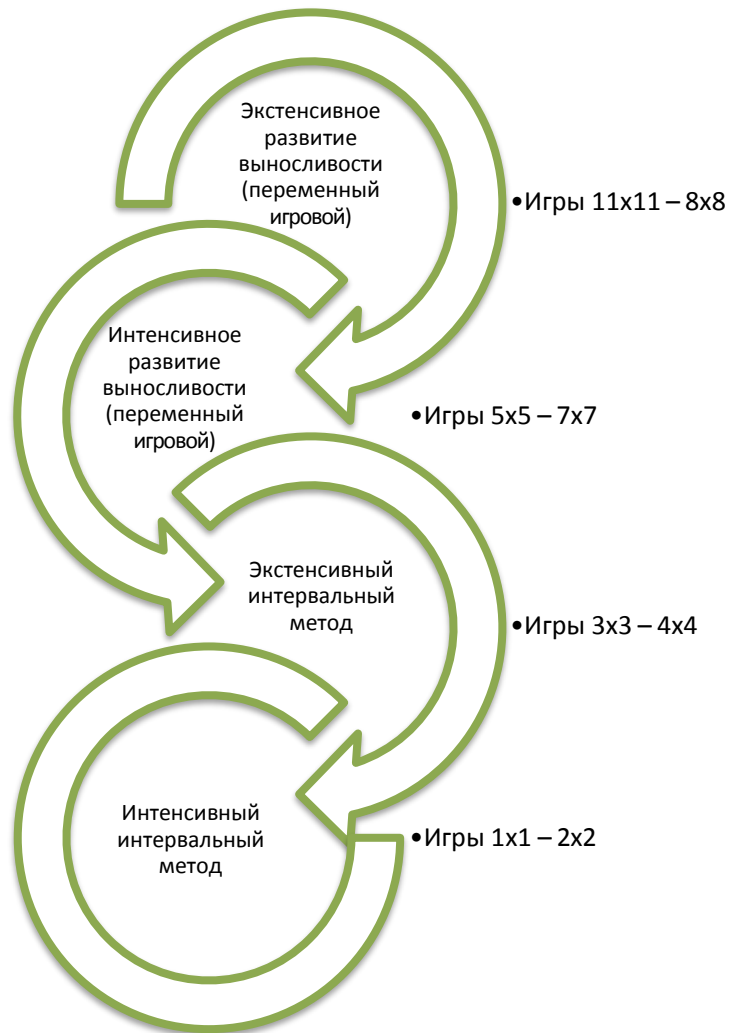 Экстенсивное
развитие
выносливости
(переменный
игровой)
•Игры 11х11 – 8х8
Интенсивное
развитие
выносливости
(переменный
игровой)
•Игры 5х5 – 7х7
Экстенсивный
интервальный
метод
•Игры 3х3 – 4х4
Интенсивный
интервальный
метод
•Игры 1х1 – 2х2